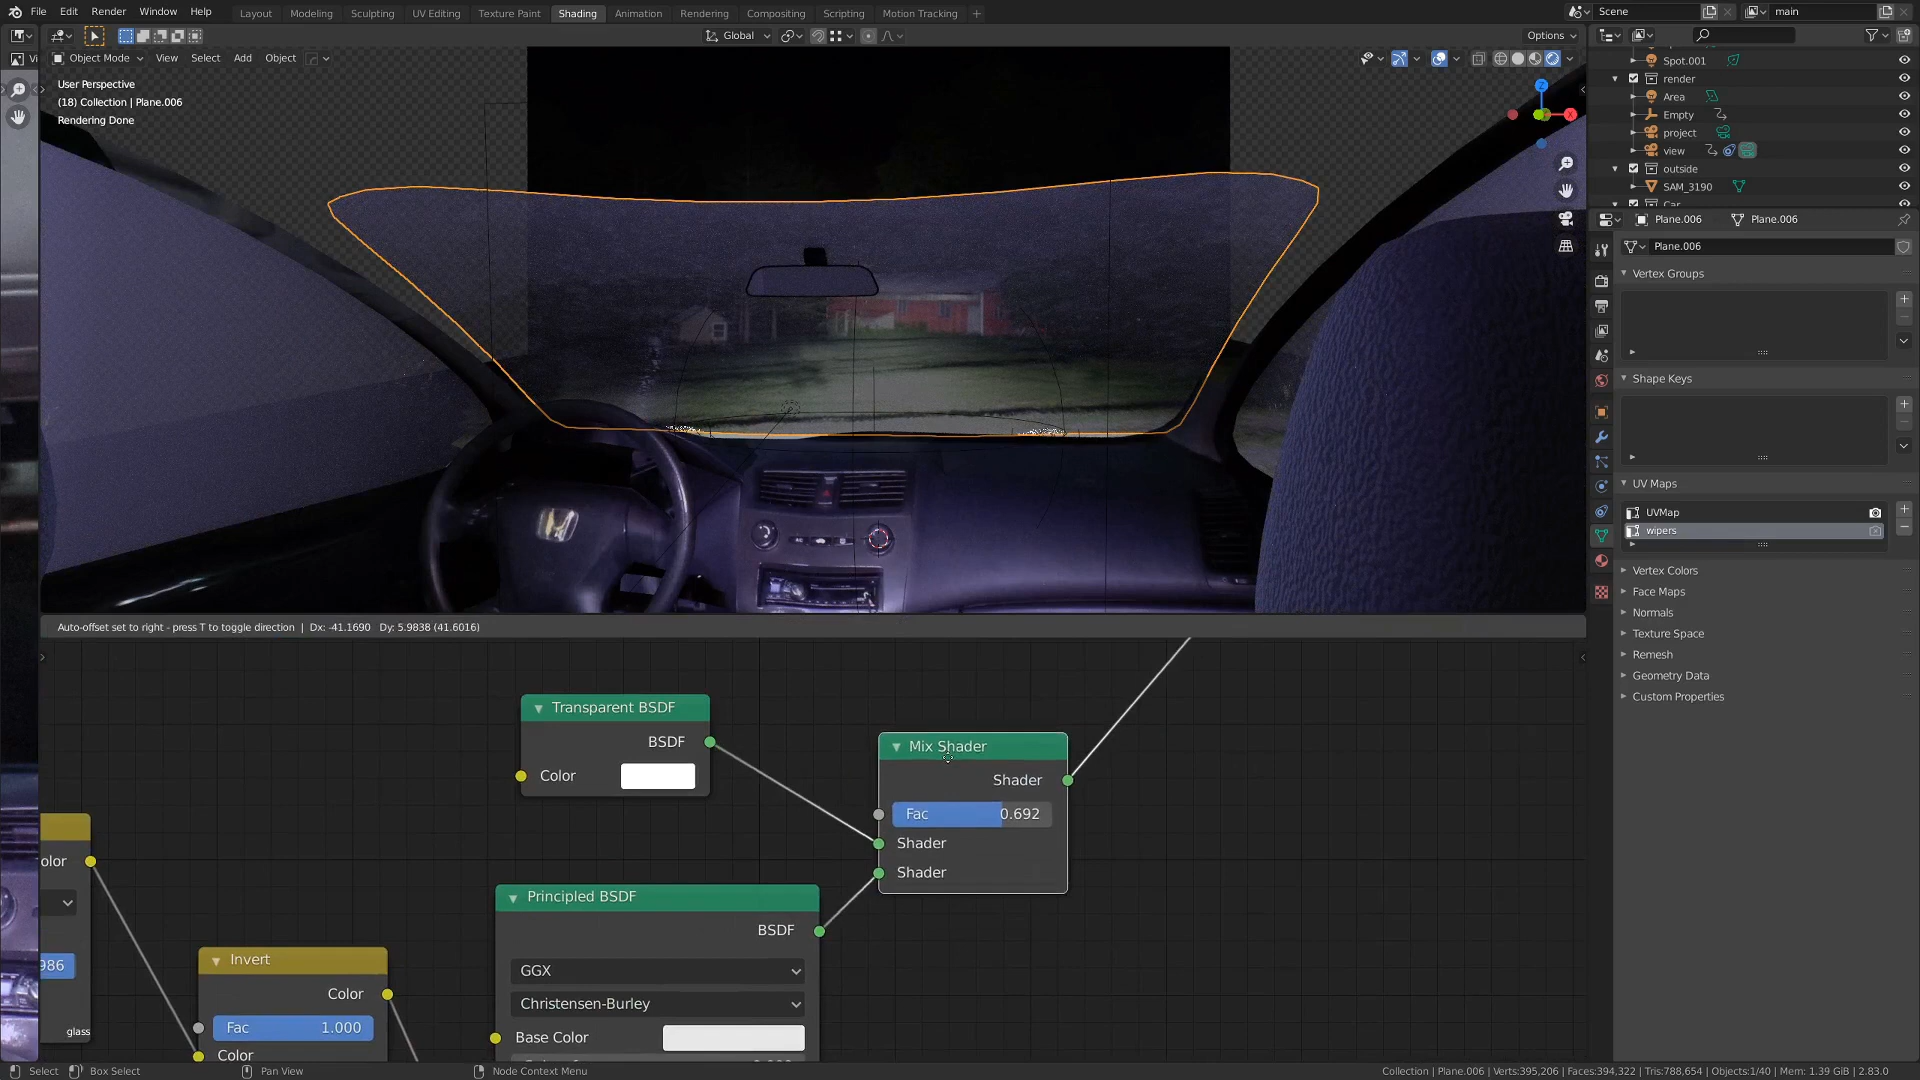 File Edit Render Window Help
Layout Modeling Sculpting UV Editing Texture Paint Shading Animation Rendering Compositing Scripting Motion Tracking +
Scene
main
Global
Options
Object Mode View Select Add Object
User Perspective
(18) Collection | Plane.006
Rendering Done
Z
X
Spot.001
render
Area
Empty
project
view
outside
SAM_3190
Car
Plane.006 Plane.006
Plane.006
Vertex Groups
Shape Keys
UV Maps
UVMap
wipers
Vertex Colors
Face Maps
Normals
Texture Space
Remesh
Geometry Data
Custom Properties
Auto-offset set to right - press T to toggle direction | Dx: -41.1690 Dy: 5.9838 (41.6016)
Transparent BSDF
BSDF
Color
Mix Shader
Shader
Fac 0.692
Shader
Shader
Principled BSDF
BSDF
GGX
Christensen-Burley
Base Color
olor
986
glass
Invert
Color
Fac 1.000
Color
Select Box Select Pan View Node Context Menu
Collection | Plane.006 | Verts:395,206 | Faces:394,322 | Tris:788,654 | Objects:1/40 | Mem: 1.39 GiB | 2.83.0